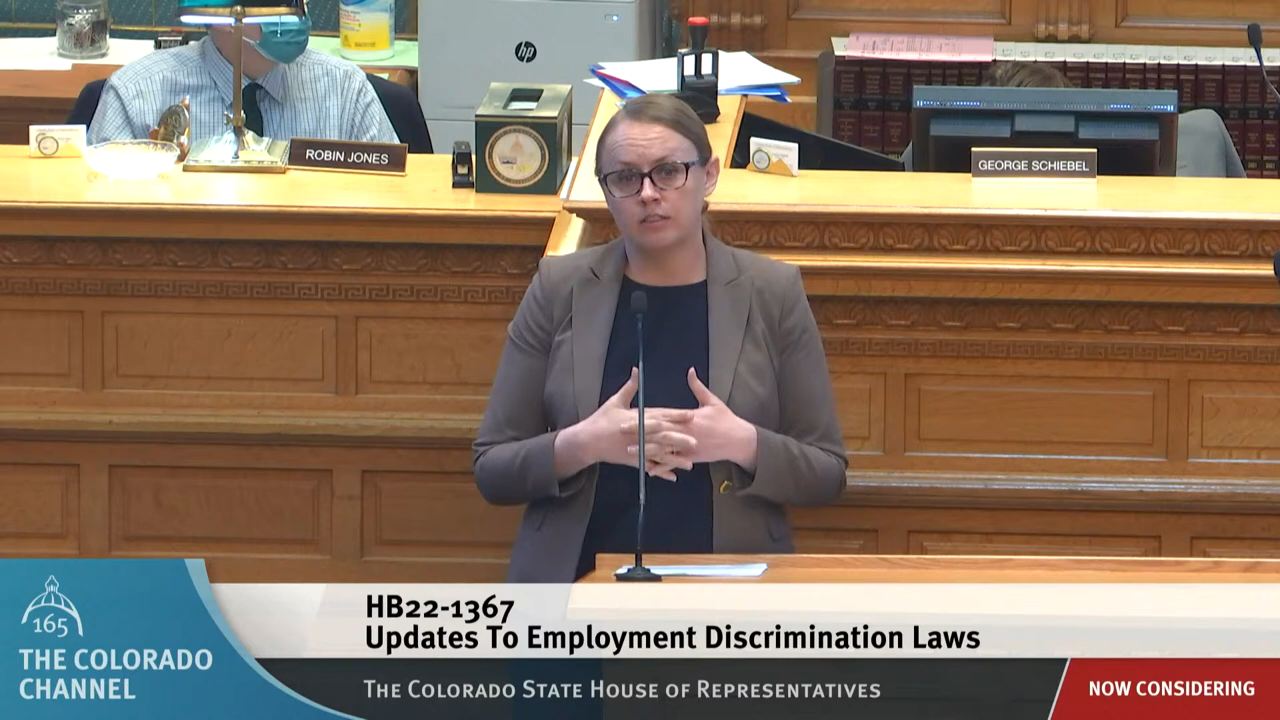 hp
ROBIN JONES
GEORGE SCHIEBEL
HB22-1367
Updates To Employment Discrimination Laws
165
THE COLORADO
CHANNEL
The Colorado State House of Representatives
NOW CONSIDERING